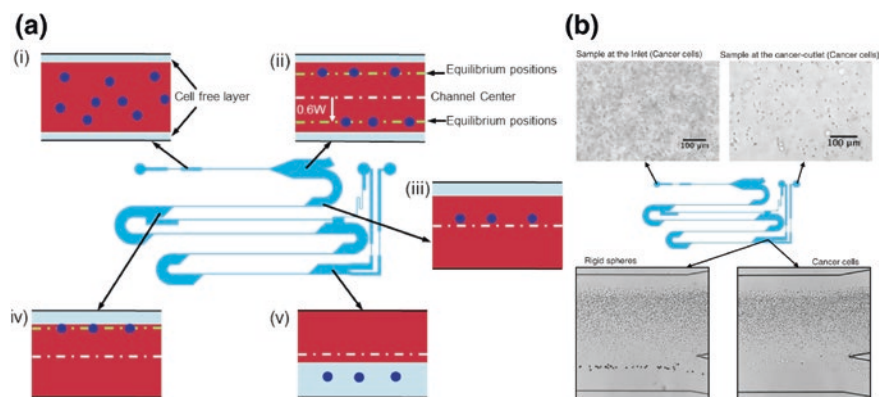 (a)
(i)
Cell free layer
(ii)
Equilibrium positions
Channel Center
0.6W
Equilibrium positions
(iii)
iv)
(v)
(b)
Sample at the Inlet (Cancer cells)
Sample at the cancer-outlet (Cancer cells)
100 μm
100 μm
Rigid spheres
Cancer cells